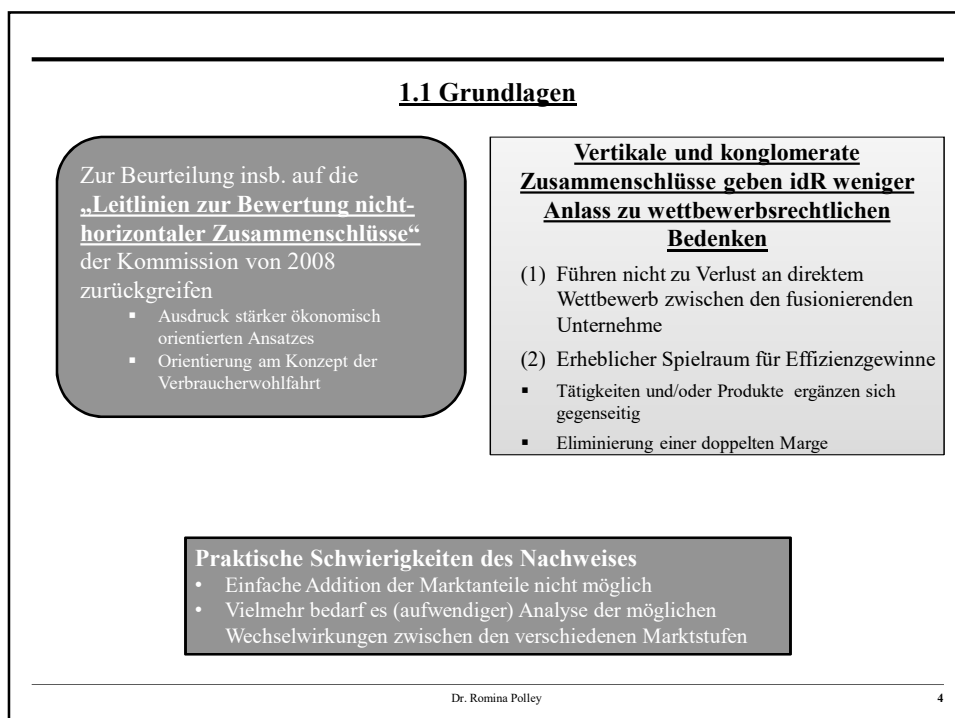 1.1 Grundlagen
Zur Beurteilung insb. auf die
„Leitlinien zur Bewertung nicht-
horizontaler Zusammenschlüsse“
der Kommission von 2008
zurückgreifen
▪ Ausdruck stärker ökonomisch
orientierten Ansatzes
▪ Orientierung am Konzept der
Verbraucherwohlfahrt
Vertikale und konglomerate
Zusammenschlüsse geben idR weniger
Anlass zu wettbewerbsrechtlichen
Bedenken
(1) Führen nicht zu Verlust an direktem
Wettbewerb zwischen den fusionierenden
Unternehme
(2) Erheblicher Spielraum für Effizienzgewinne
▪ Tätigkeiten und/oder Produkte ergänzen sich
gegenseitig
▪ Eliminierung einer doppelten Marge
Praktische Schwierigkeiten des Nachweises
• Einfache Addition der Marktanteile nicht möglich
• Vielmehr bedarf es (aufwendiger) Analyse der möglichen
Wechselwirkungen zwischen den verschiedenen Marktstufen
Dr. Romina Polley
4